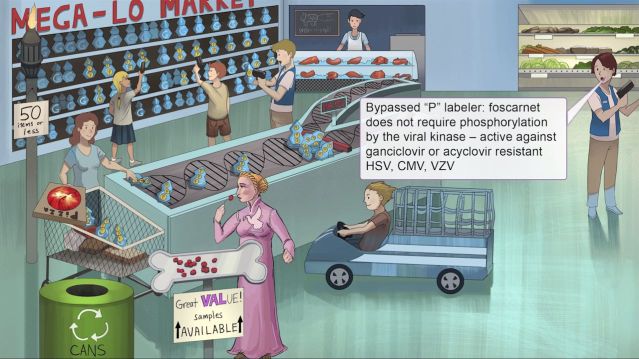 MEGA-LO MARKET
50
items or
less
Bypassed “P” labeler: foscarnet
does not require phosphorylation
by the viral kinase – active against
ganciclovir or acyclovir resistant
HSV, CMV, VZV
PIZZA
Great VALUE!
samples
AVAILABLE
CANS